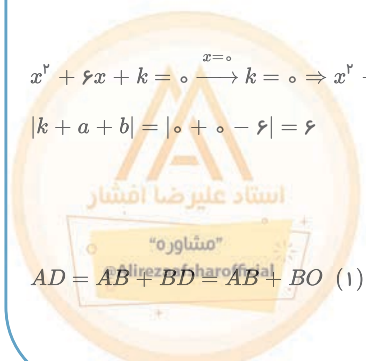 x² + ۶x + k = ۰ x=۰ ⟶ k = ۰ ⇒ x²
|k + a + b| = |۰ + ۰ − ۶| = ۶
استاد علیرضا افشار
"مشاوره"
@Alirezaafsharofficial
AD = AB + BD = AB + BO (۱)